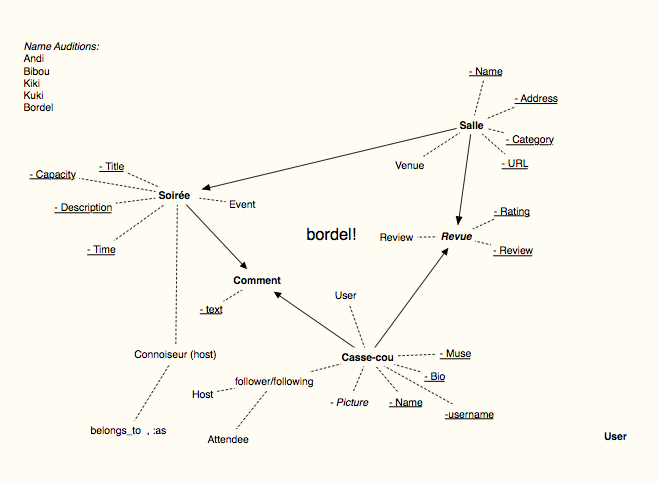 Name Auditions:
Andi
Bibou
Kiki
Kuki
Bordel
- Name
- Address
Salle
- Category
Venue
- URL
- Title
- Capacity
Soirée
Event
- Description
- Time
bordel!
- Rating
Review
Revue
- Review
Comment
- text
User
Connoiseur (host)
Casse-cou
- Muse
- Bio
follower/following
Host
- Picture
- Name
-username
belongs_to , :as
Attendee
User